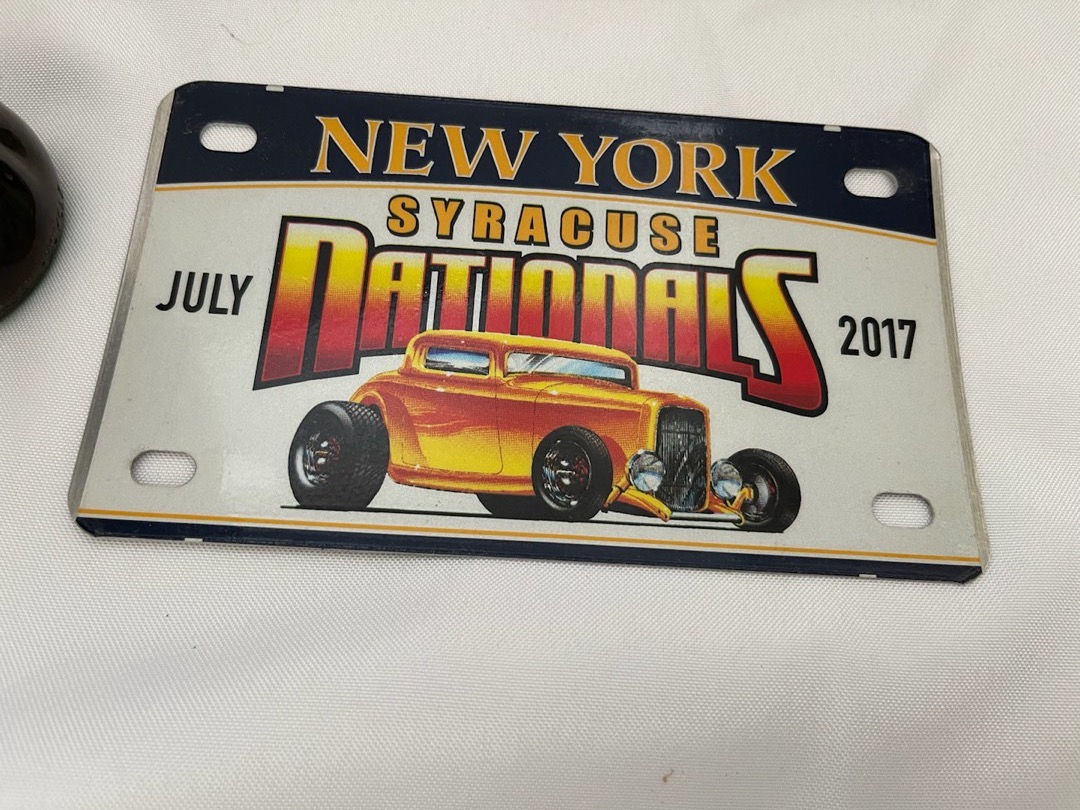 NEW YORK
SYRACUSE
NATIONALS
JULY
2017